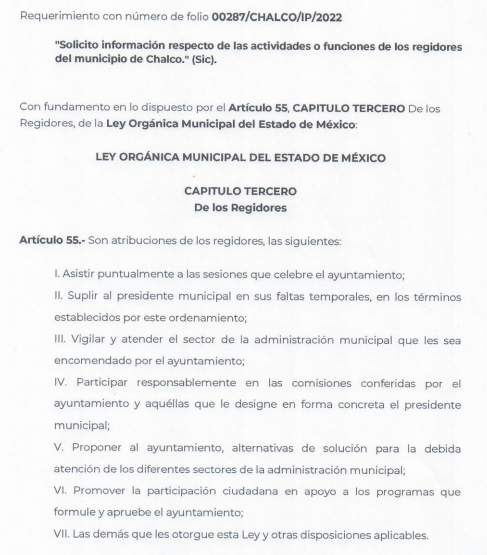 Requerimiento con número de folio 00287/CHALCO/IP/2022
"Solicito información respecto de las actividades o funciones de los regidores
del municipio de Chalco." (Sic).
Con fundamento en lo dispuesto por el Artículo 55, CAPITULO TERCERO De los
Regidores, de la Ley Orgánica Municipal del Estado de México:
LEY ORGÁNICA MUNICIPAL DEL ESTADO DE MÉXICO
CAPITULO TERCERO
De los Regidores
Artículo 55.- Son atribuciones de los regidores, las siguientes:
I. Asistir puntualmente a las sesiones que celebre el ayuntamiento;
II. Suplir al presidente municipal en sus faltas temporales, en los términos
establecidos por este ordenamiento;
III. Vigilar y atender el sector de la administración municipal que les sea
encomendado por el ayuntamiento;
IV. Participar responsablemente en las comisiones conferidas por el
ayuntamiento y aquéllas que le designe en forma concreta el presidente
municipal;
V. Proponer al ayuntamiento, alternativas de solución para la debida
atención de los diferentes sectores de la administración municipal;
VI. Promover la participación ciudadana en apoyo a los programas que
formule y apruebe el ayuntamiento;
VII. Las demás que les otorgue esta Ley y otras disposiciones aplicables.